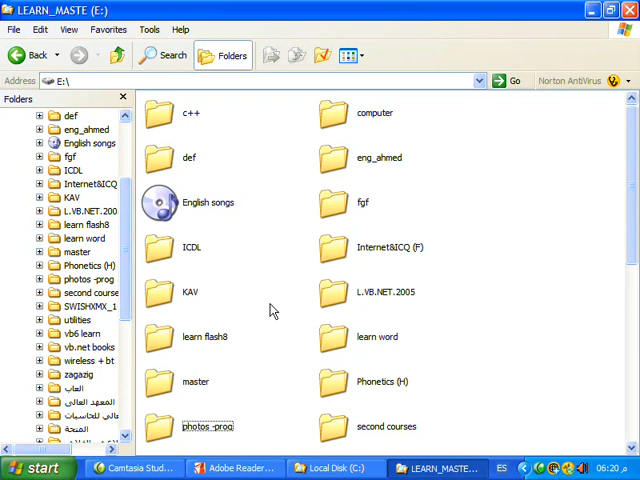 LEARN_MASTE (E:)
File Edit View Favorites Tools Help
Back Search Folders
Address E:\ Go Norton AntiVirus
Folders
def
eng_ahmed
English songs
fgf
ICDL
Internet&ICQ
KAV
L.VB.NET.200
learn flash8
learn word
master
Phonetics (H)
photos -prog
second course
SWISHXMX_1
utilities
vb6 learn
vb.net books
wireless + bt
zagazig
العاب
المعهد العالى
المنحة
c++ computer
def eng_ahmed
English songs fgf
ICDL Internet&ICQ (F)
KAV L.VB.NET.2005
learn flash8 learn word
master Phonetics (H)
photos -prog second courses
start Camtasia Stud... Adobe Reader... Local Disk (C:) LEARN_MASTE... ES 06:20 م